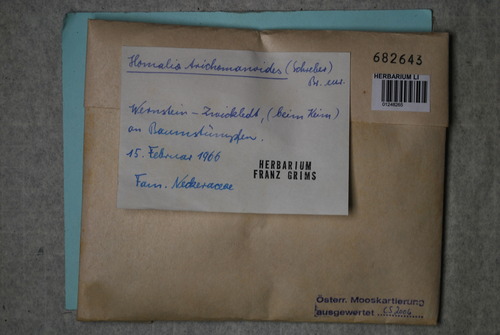 Homalia trichomanoides (Schreber)
Br. eur.
682643
HERBARIUM LI
Wernstein - Zwickledt, (beim Keim)
an Baumstümpfen.
15. Februar 1966
HERBARIUM
FRANZ GRIMS
Fam. Neckeraceae
Österr. Mooskartierung
ausgewertet